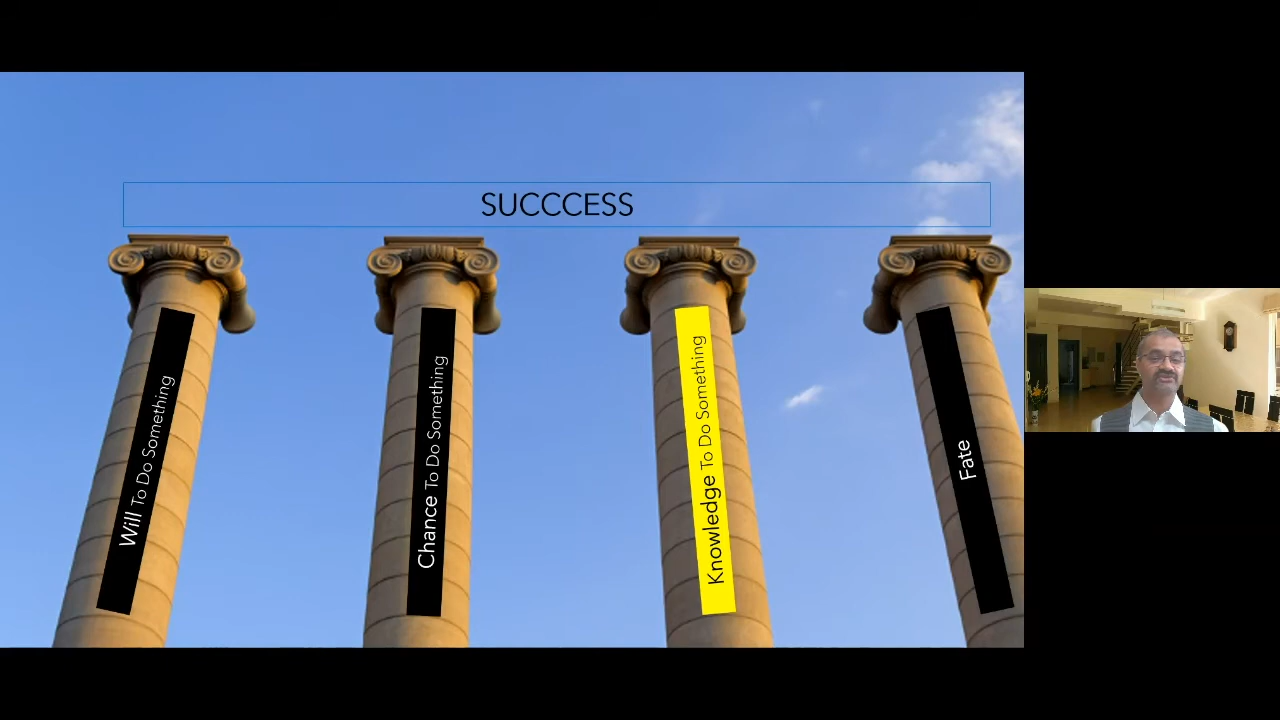 SUCCCESS
Will To Do Something
Chance To Do Something
Knowledge To Do Something
Fate